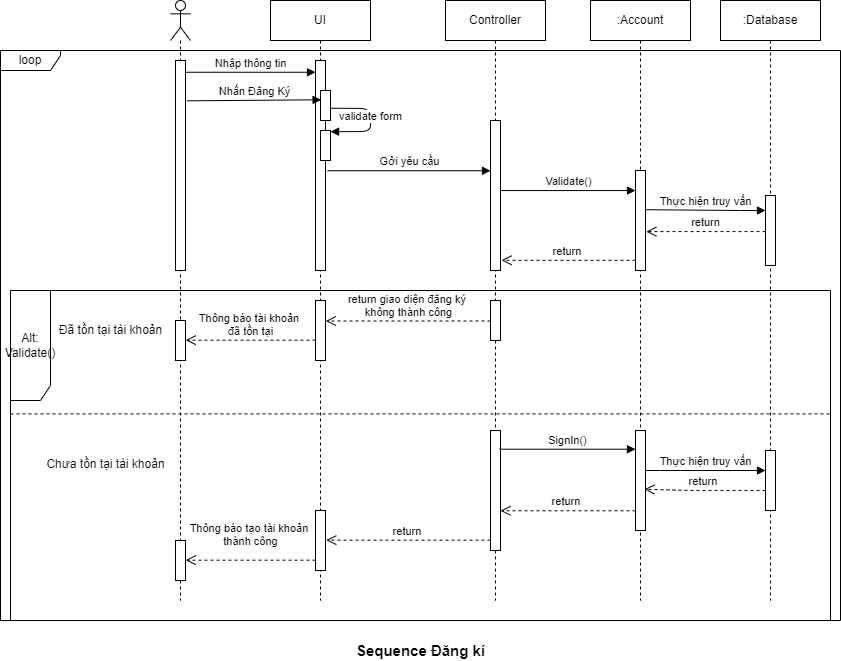 UI
Controller
:Account
:Database
loop
Nhập thông tin
Nhấn Đăng Ký
validate form
Gởi yêu cầu
Validate()
Thực hiện truy vấn
return
return
Alt:
Validate()
Đã tồn tại tài khoản
return giao diện đăng ký
không thành công
Thông báo tài khoản
đã tồn tại
Chưa tồn tại tài khoản
SignIn()
Thực hiện truy vấn
return
return
return
Thông báo tạo tài khoản
thành công
Sequence Đăng kí